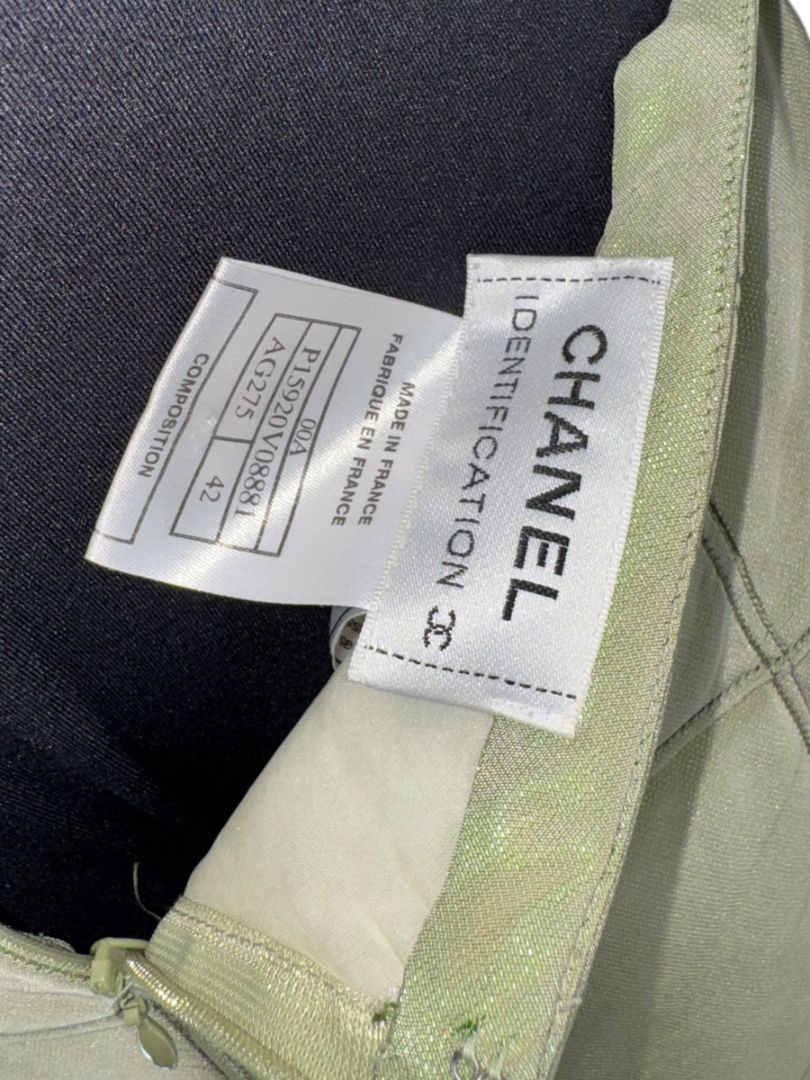 CHANEL
IDENTIFICATION
MADE IN FRANCE
FABRIQUE EN FRANCE
00A
P15920V08881
AG275 42
COMPOSITION